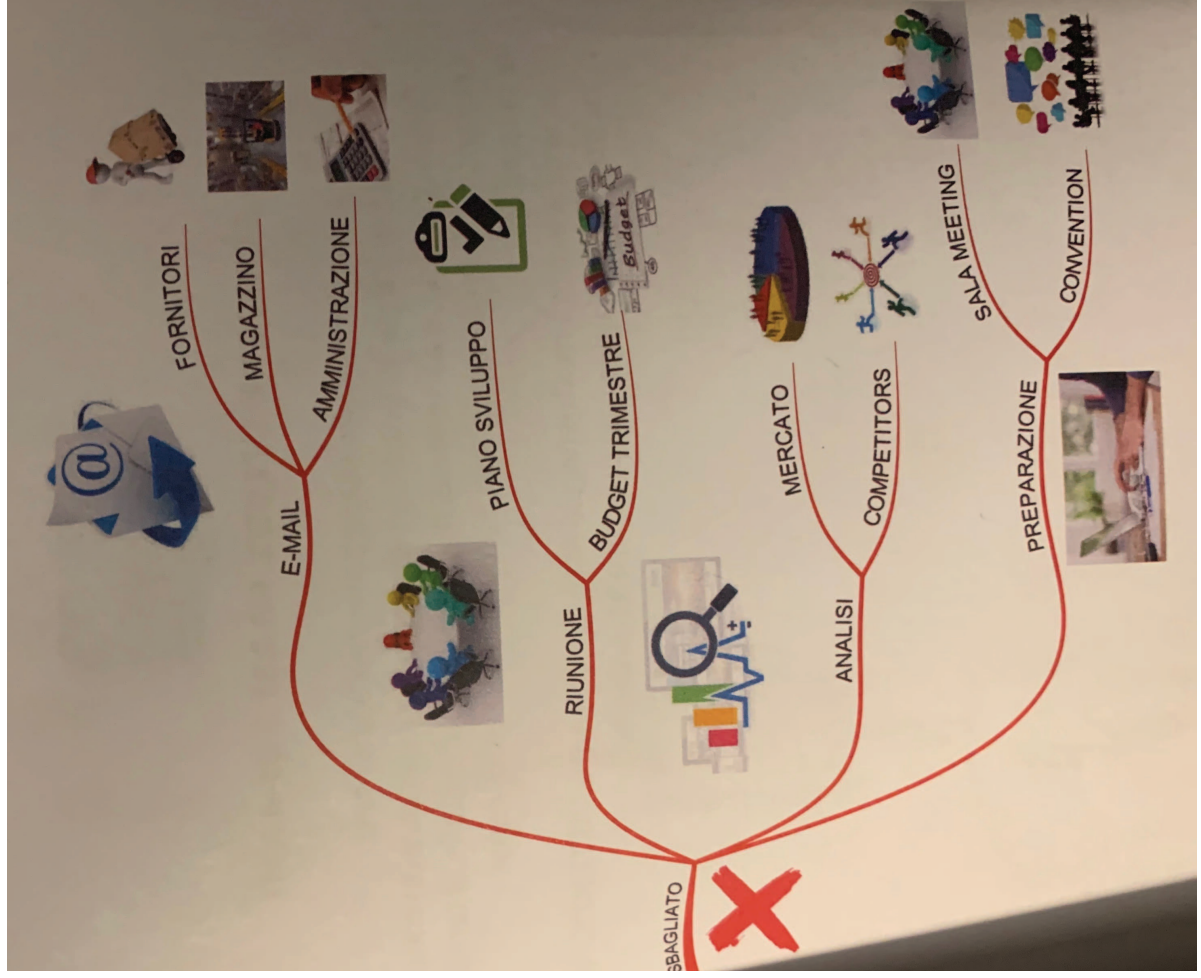 SBAGLIATO
E-MAIL
FORNITORI
MAGAZZINO
AMMINISTRAZIONE
RIUNIONE
PIANO SVILUPPO
BUDGET TRIMESTRE
Budget
ANALISI
MERCATO
COMPETITORS
PREPARAZIONE
SALA MEETING
CONVENTION
@